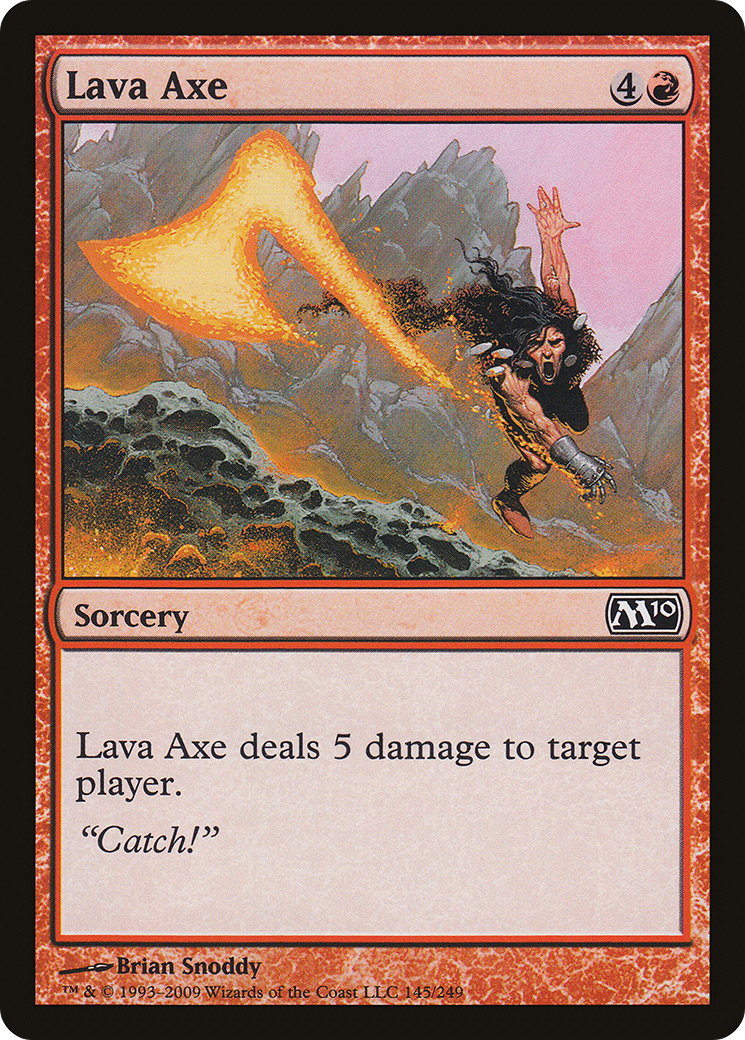 Lava Axe 4
Sorcery M10
Lava Axe deals 5 damage to target
player.
“Catch!”
Brian Snoddy
™ & © 1993–2009 Wizards of the Coast LLC 145/249